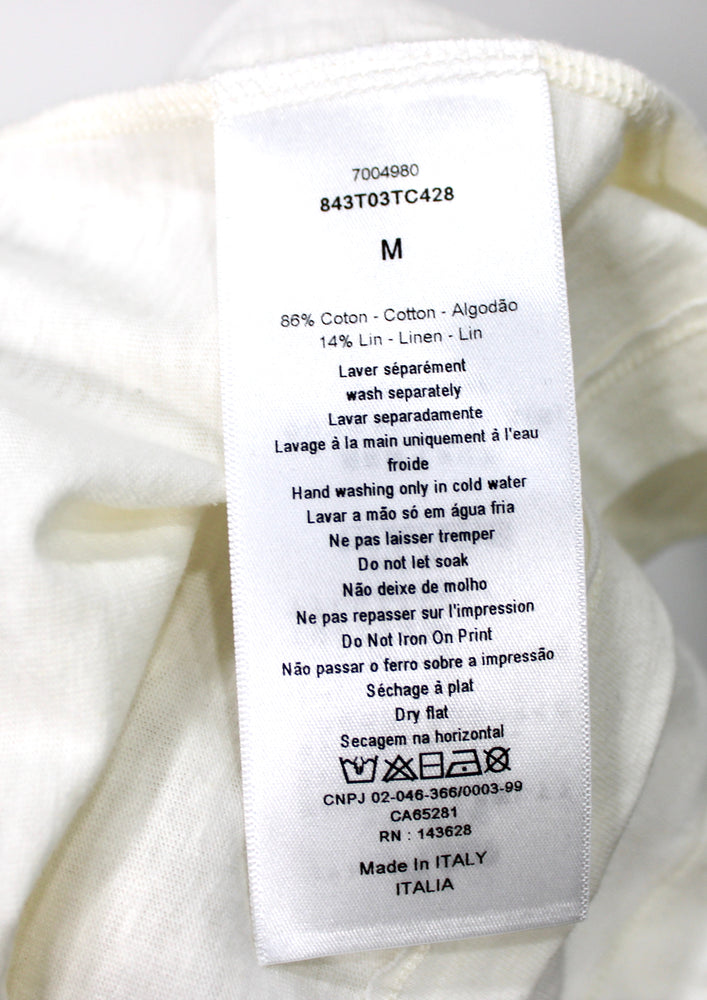 7004980
843T03TC428
M
86% Coton - Cotton - Algodão
14% Lin - Linen - Lin
Laver séparément
wash separately
Lavar separadamente
Lavage à la main uniquement à l'eau
froide
Hand washing only in cold water
Lavar a mão só em água fria
Ne pas laisser tremper
Do not let soak
Não deixe de molho
Ne pas repasser sur l'impression
Do Not Iron On Print
Não passar o ferro sobre a impressão
Séchage à plat
Dry flat
Secagem na horizontal
CNPJ 02-046-366/0003-99
CA65281
RN : 143628
Made In ITALY
ITALIA